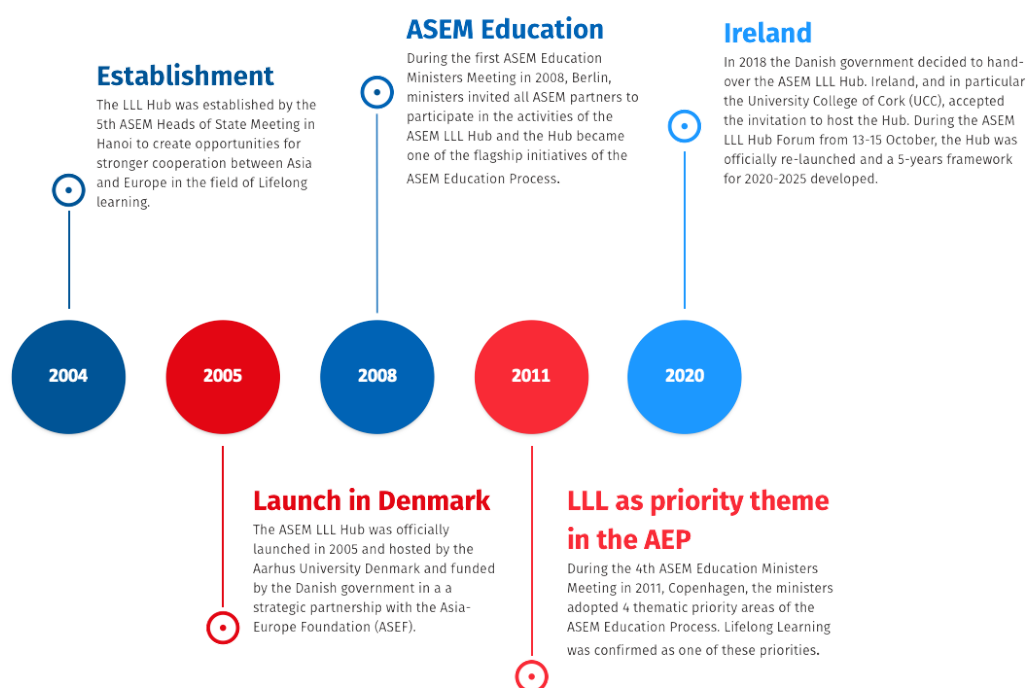 Establishment
The LLL Hub was established by the
5th ASEM Heads of State Meeting in
Hanoi to create opportunities for
stronger cooperation between Asia
and Europe in the field of Lifelong
learning.
ASEM Education
During the first ASEM Education
Ministers Meeting in 2008, Berlin,
ministers invited all ASEM partners to
participate in the activities of the
ASEM LLL Hub and the Hub became
one of the flagship initiatives of the
ASEM Education Process.
Ireland
In 2018 the Danish government decided to hand-
over the ASEM LLL Hub. Ireland, and in particular
the University College of Cork (UCC), accepted
the invitation to host the Hub. During the ASEM
LLL Hub Forum from 13-15 October, the Hub was
officially re-launched and a 5-years framework
for 2020-2025 developed.
2004
2005
2008
2011
2020
Launch in Denmark
The ASEM LLL Hub was officially
launched in 2005 and hosted by the
Aarhus University Denmark and funded
by the Danish government in a a
strategic partnership with the Asia-
Europe Foundation (ASEF).
LLL as priority theme
in the AEP
During the 4th ASEM Education Ministers
Meeting in 2011, Copenhagen, the ministers
adopted 4 thematic priority areas of the
ASEM Education Process. Lifelong Learning
was confirmed as one of these priorities.